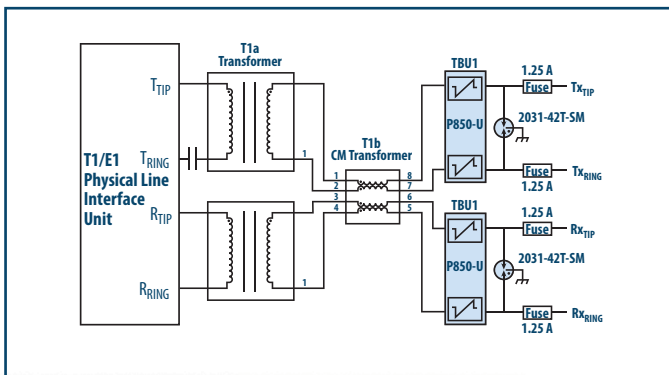 T1a
Transformer
TTIP
TRING
1
T1/E1
Physical Line
Interface
Unit
RTIP
RRING
1
T1b
CM Transformer
1 8
2 7
3 6
4 5
TBU1
P850-U
1.25 A
Fuse TxTIP
2031-42T-SM
Fuse TxRING
1.25 A
TBU1
P850-U
1.25 A
Fuse RxTIP
2031-42T-SM
Fuse RxRING
1.25 A